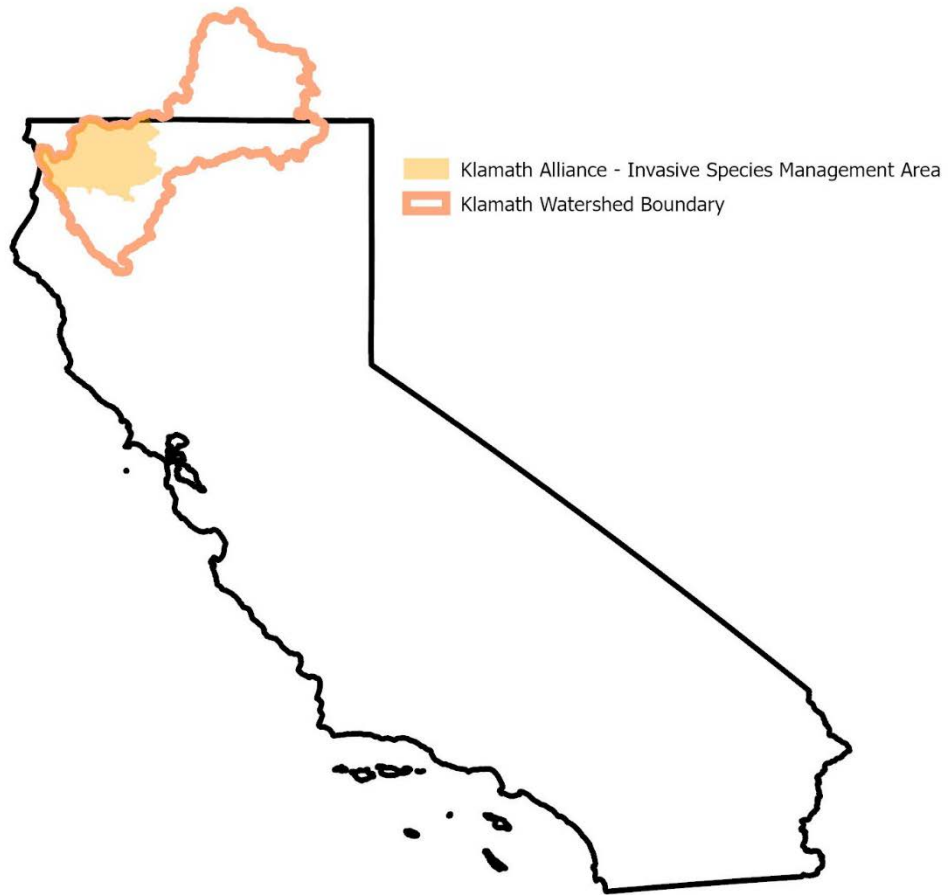 Klamath Alliance - Invasive Species Management Area
Klamath Watershed Boundary